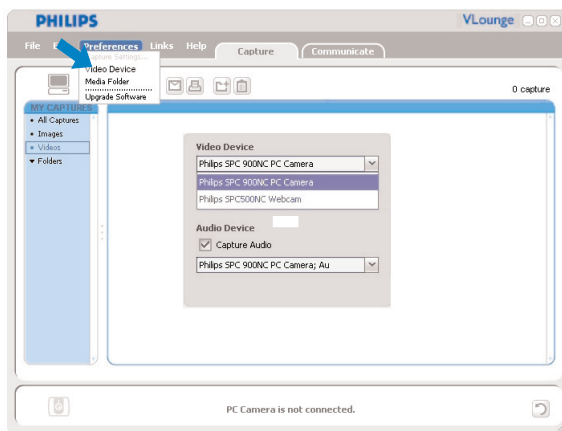 PHILIPS
VLounge
File E Preferences Links Help Capture Communicate
Capture Settings...
Video Device
Media Folder
Upgrade Software
0 capture
MY CAPTURES
• All Captures
• Images
• Videos
▼ Folders
Video Device
Philips SPC 900NC PC Camera
Philips SPC 900NC PC Camera
Philips SPC500NC Webcam
Audio Device
Capture Audio
Philips SPC 900NC PC Camera; Au
PC Camera is not connected.